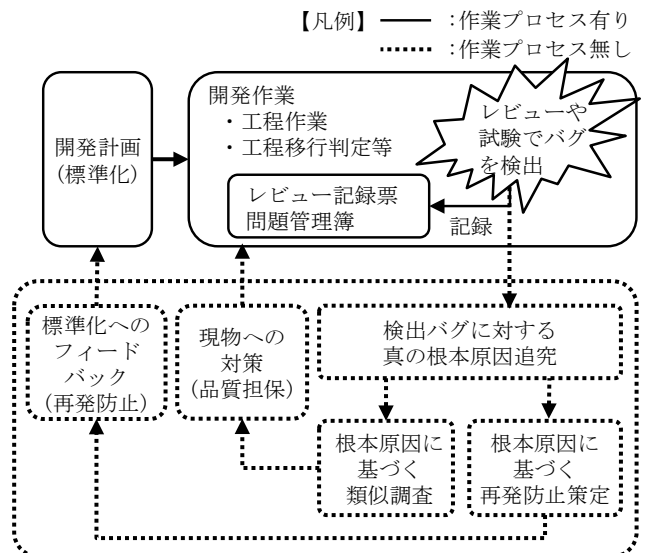 【凡例】 :作業プロセス有り
:作業プロセス無し
開発計画
(標準化)
開発作業
・工程作業
・工程移行判定等
レビューや
試験でバグ
を検出
レビュー記録票
問題管理簿
記録
標準化への
フィード
バック
(再発防止)
現物への
対策
(品質担保)
検出バグに対する
真の根本原因追究
根本原因に
基づく
類似調査
根本原因に
基づく
再発防止策定